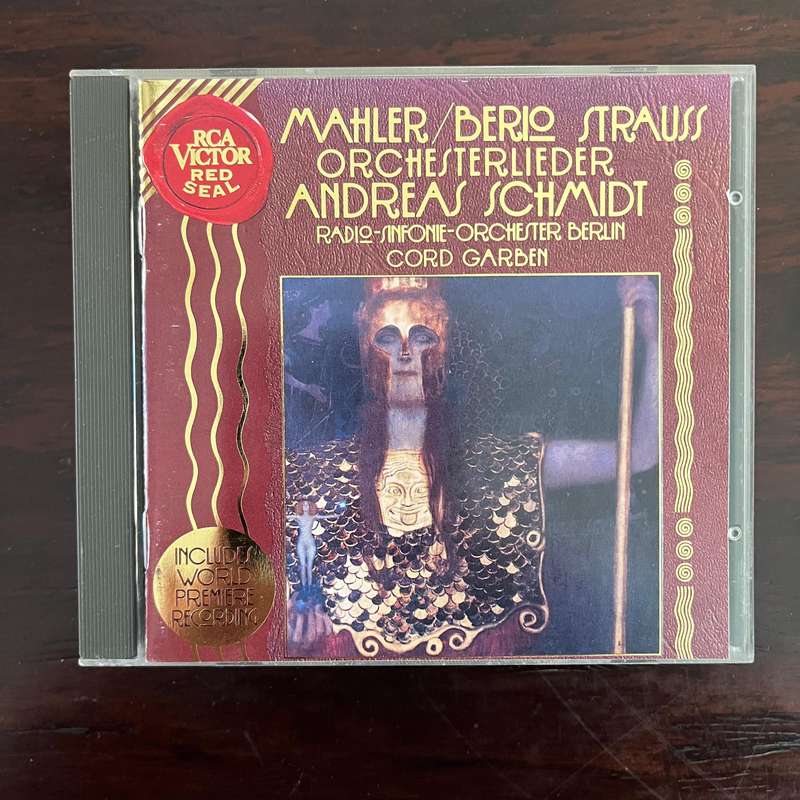 RCA
VICTOR
RED
SEAL
MAHLER/BERIO STRAUSS
ORCHESTERLIEDER
ANDREAS SCHMIDT
RADIO-SINFONIE-ORCHESTER BERLIN
CORD GARBEN
INCLUDES
WORLD
PREMIERE
RECORDING